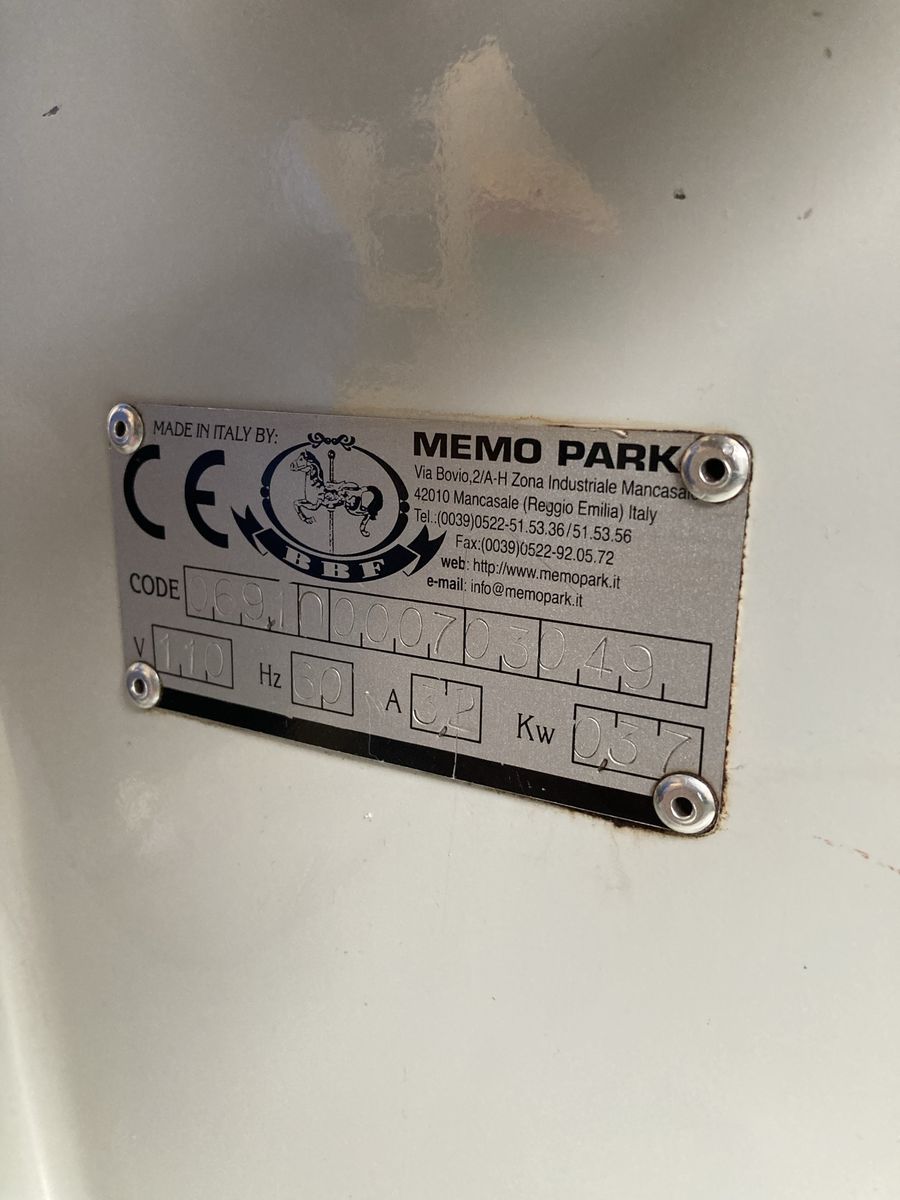 MADE IN ITALY BY:
CE
BBF
MEMO PARK
Via Bovio,2/A-H Zona Industriale Mancasale
42010 Mancasale (Reggio Emilia) Italy
Tel.:(0039)0522-51.53.36/51.53.56
Fax:(0039)0522-92.05.72
web: http://www.memopark.it
e-mail: info@memopark.it
CODE 069,10000703049
V 110 Hz 60 A 3,2 Kw 0,37